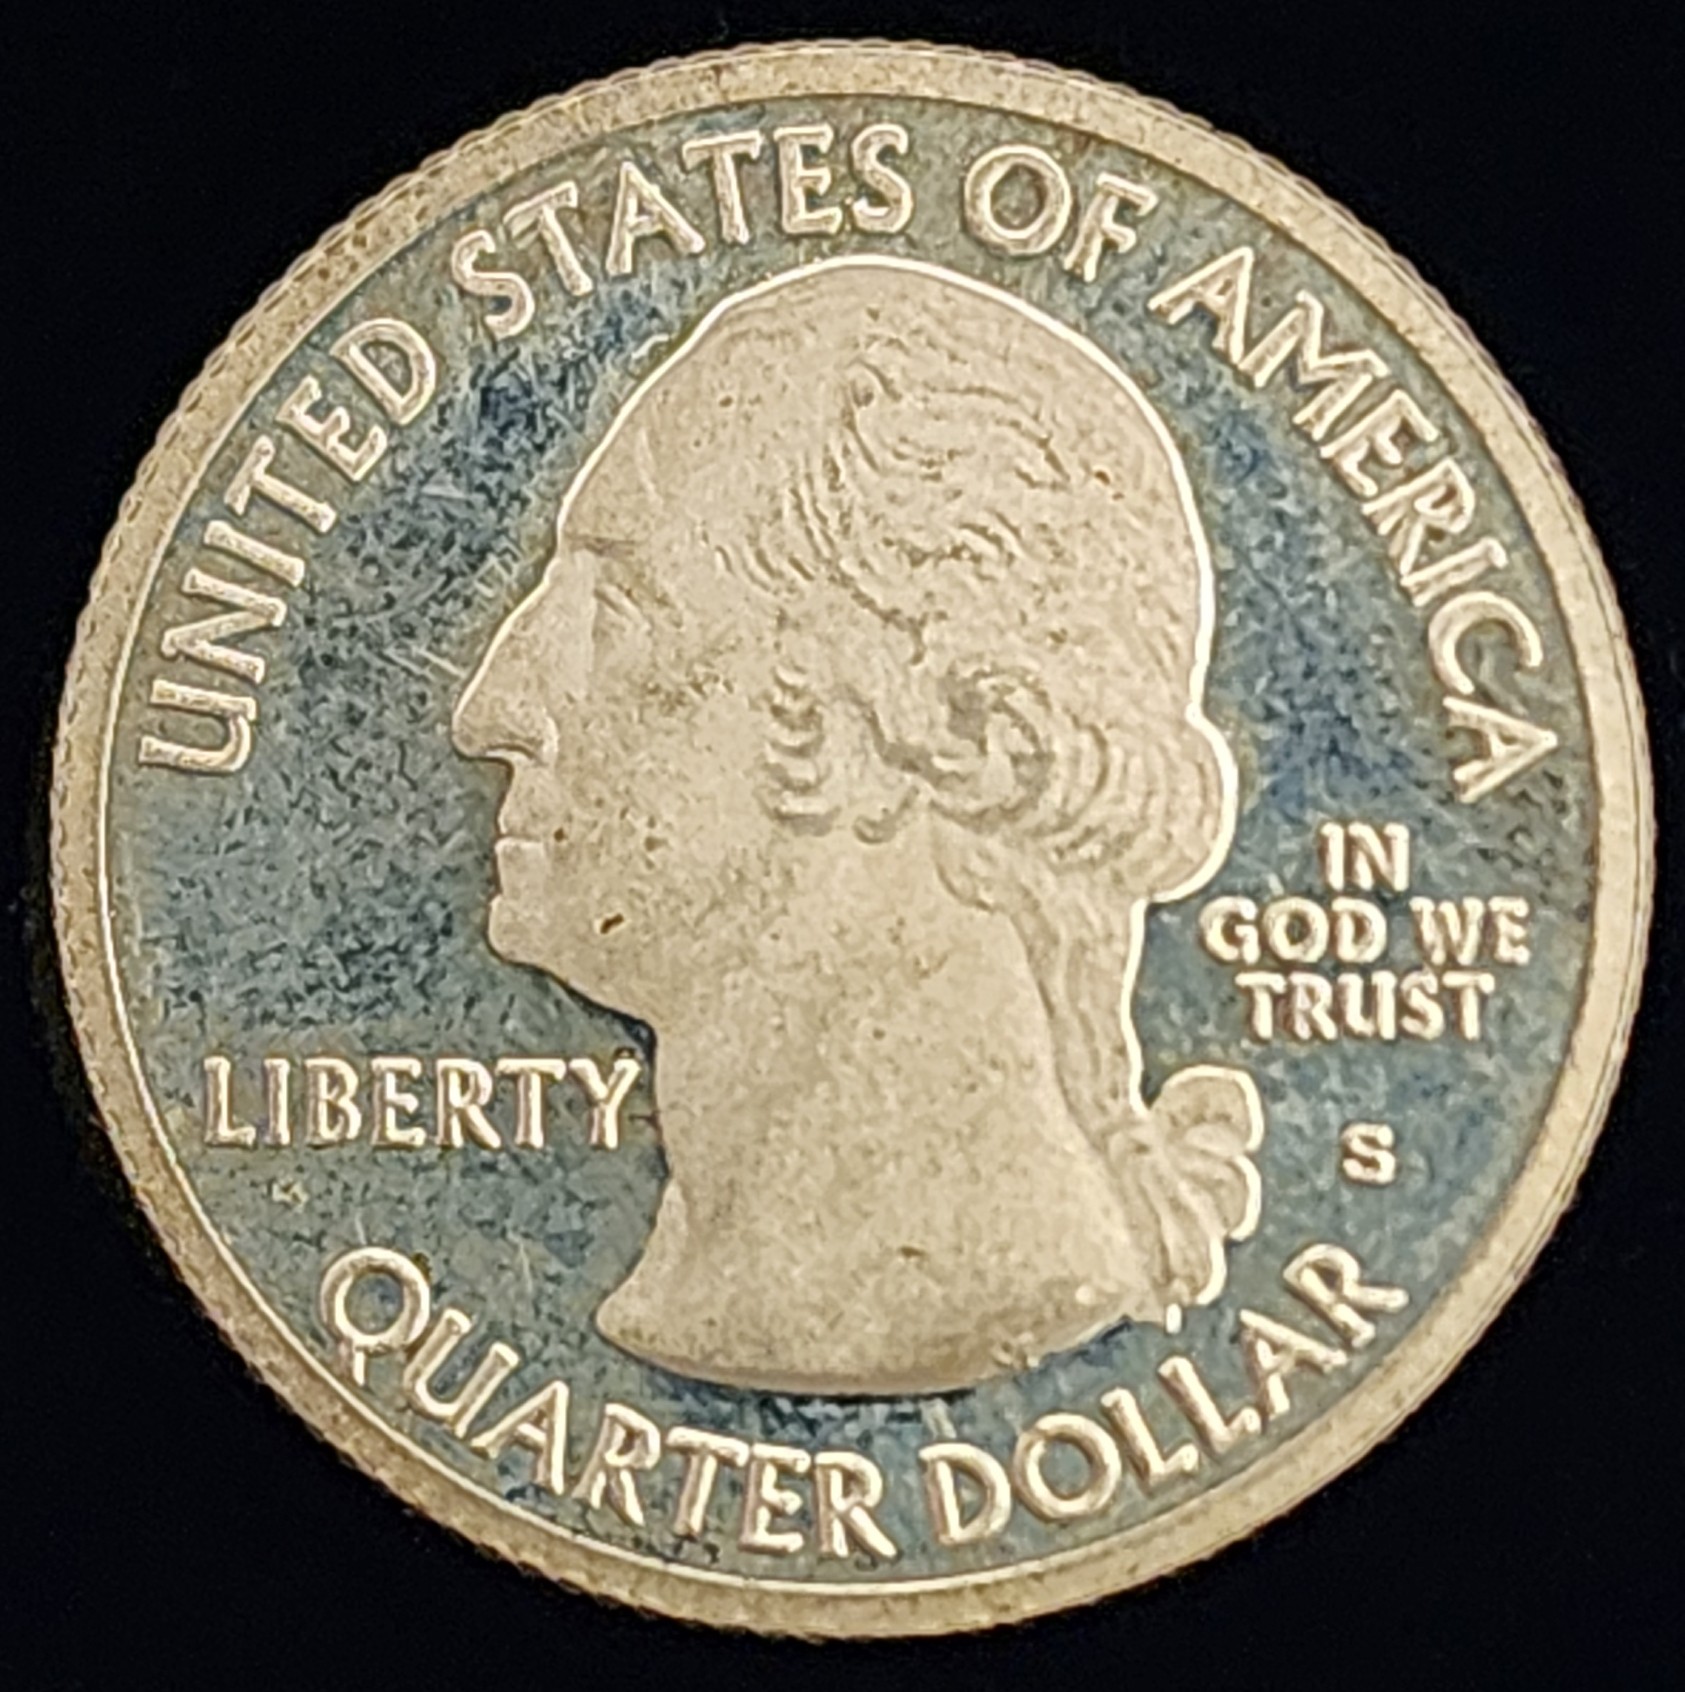 UNITED STATES OF AMERICA
LIBERTY
IN
GOD WE
TRUST
S
QUARTER DOLLAR